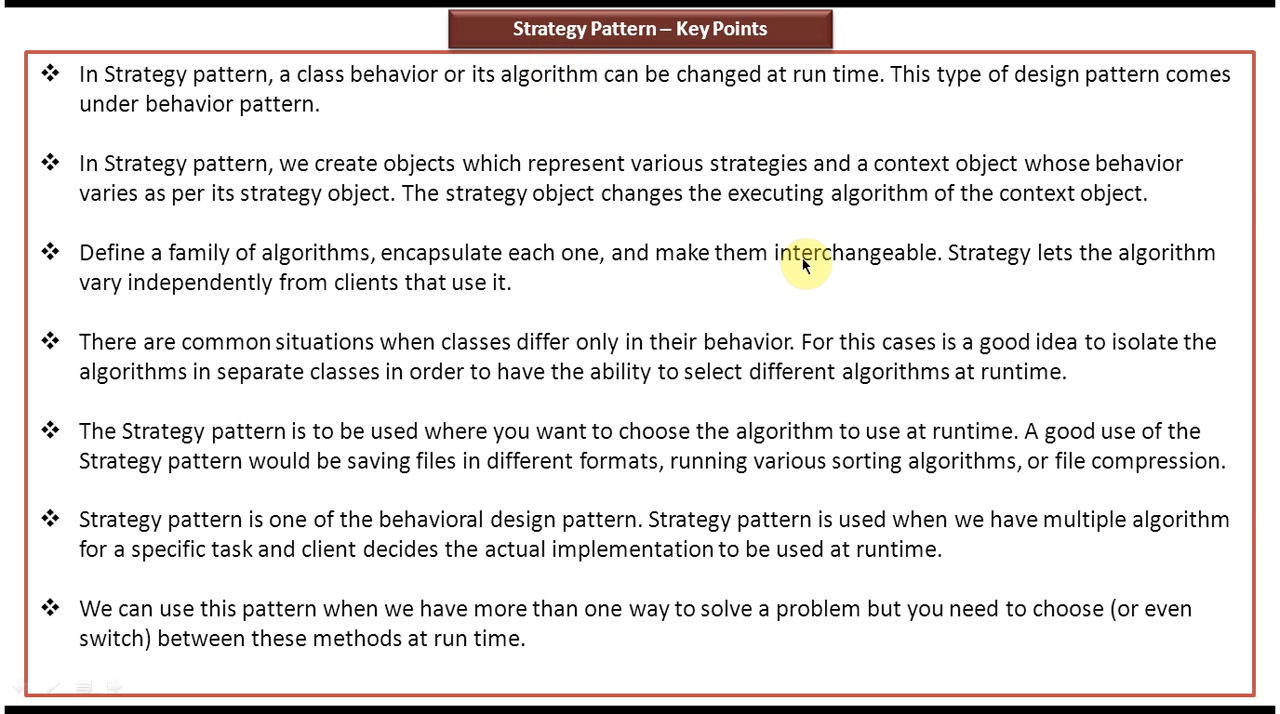 Strategy Pattern – Key Points
In Strategy pattern, a class behavior or its algorithm can be changed at run time. This type of design pattern comes
under behavior pattern.
In Strategy pattern, we create objects which represent various strategies and a context object whose behavior
varies as per its strategy object. The strategy object changes the executing algorithm of the context object.
Define a family of algorithms, encapsulate each one, and make them interchangeable. Strategy lets the algorithm
vary independently from clients that use it.
There are common situations when classes differ only in their behavior. For this cases is a good idea to isolate the
algorithms in separate classes in order to have the ability to select different algorithms at runtime.
The Strategy pattern is to be used where you want to choose the algorithm to use at runtime. A good use of the
Strategy pattern would be saving files in different formats, running various sorting algorithms, or file compression.
Strategy pattern is one of the behavioral design pattern. Strategy pattern is used when we have multiple algorithm
for a specific task and client decides the actual implementation to be used at runtime.
We can use this pattern when we have more than one way to solve a problem but you need to choose (or even
switch) between these methods at run time.